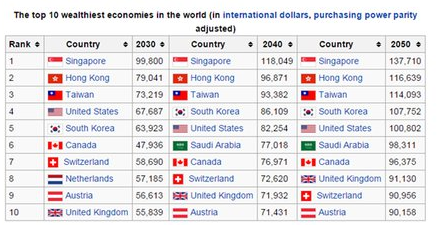 The top 10 wealthiest economies in the world (in international dollars, purchasing power parity
adjusted)
Rank Country 2030 Country 2040 Country 2050
1 Singapore 99,800 Singapore 118,049 Singapore 137,710
2 Hong Kong 79,041 Hong Kong 96,871 Hong Kong 116,639
3 Taiwan 73,219 Taiwan 93,382 Taiwan 114,093
4 United States 67,687 South Korea 86,109 South Korea 107,752
5 South Korea 63,923 United States 82,254 United States 100,802
6 Canada 47,936 Saudi Arabia 77,018 Saudi Arabia 98,311
7 Switzerland 58,690 Canada 76,971 Canada 96,375
8 Netherlands 57,185 Switzerland 72,620 United Kingdom 91,130
9 Austria 56,613 United Kingdom 71,932 Switzerland 90,956
10 United Kingdom 55,839 Austria 71,431 Austria 90,158